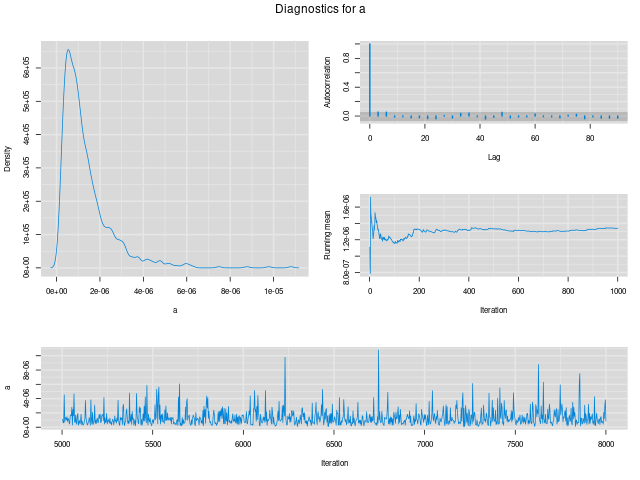 Diagnostics for a
Density
0e+00 1e+05 2e+05 3e+05 4e+05 5e+05 6e+05
0e+00 2e-06 4e-06 6e-06 8e-06 1e-05
a
Autocorrelation
0.0 0.4 0.8
0 20 40 60 80
Lag
Running mean
8.0e-07 1.2e-06 1.6e-06
0 200 400 600 800 1000
Iteration
a
0e+00 4e-06 8e-06
5000 5500 6000 6500 7000 7500 8000
Iteration